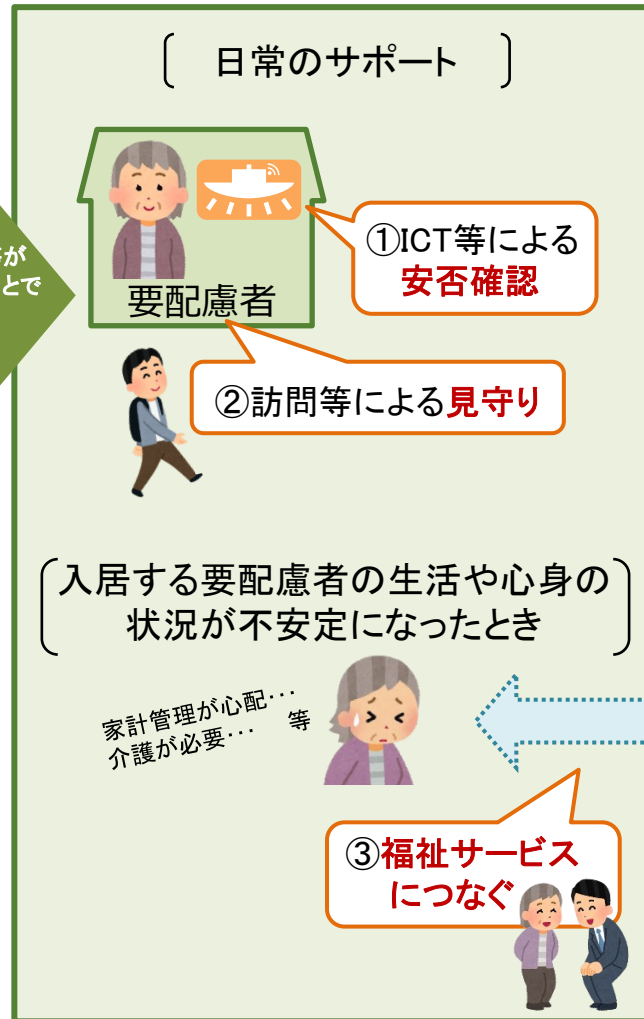 日常のサポート
が
とで
要配慮者
①ICT等による
安否確認
②訪問等による見守り
入居する要配慮者の生活や心身の
状況が不安定になったとき
家計管理が心配…
介護が必要… 等
③福祉サービス
につなぐ